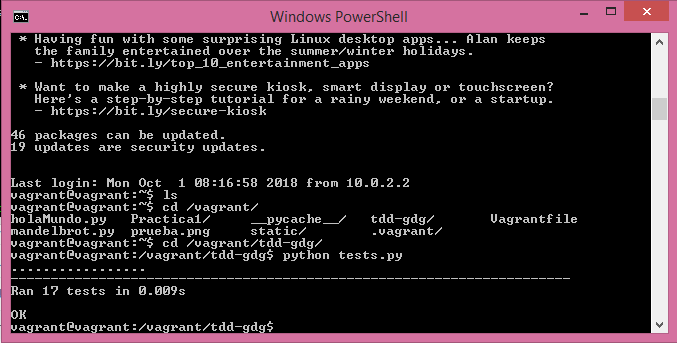 Windows PowerShell
* Having fun with some surprising Linux desktop apps... Alan keeps
the family entertained over the summer/winter holidays.
- https://bit.ly/top_10_entertainment_apps
* Want to make a highly secure kiosk, smart display or touchscreen?
Here's a step-by-step tutorial for a rainy weekend, or a startup.
- https://bit.ly/secure-kiosk
46 packages can be updated.
19 updates are security updates.
Last login: Mon Oct  1 08:16:58 2018 from 10.0.2.2
vagrant@vagrant:~$ ls
vagrant@vagrant:~$ cd /vagrant/
holaMundo.py   Practica1/     __pycache__/   tdd-gdg/       Vagrantfile
mandelbrot.py  prueba.png     static/        .vagrant/
vagrant@vagrant:~$ cd /vagrant/tdd-gdg/
vagrant@vagrant:/vagrant/tdd-gdg$ python tests.py
.................
----------------------------------------------------------------------
Ran 17 tests in 0.009s
OK
vagrant@vagrant:/vagrant/tdd-gdg$